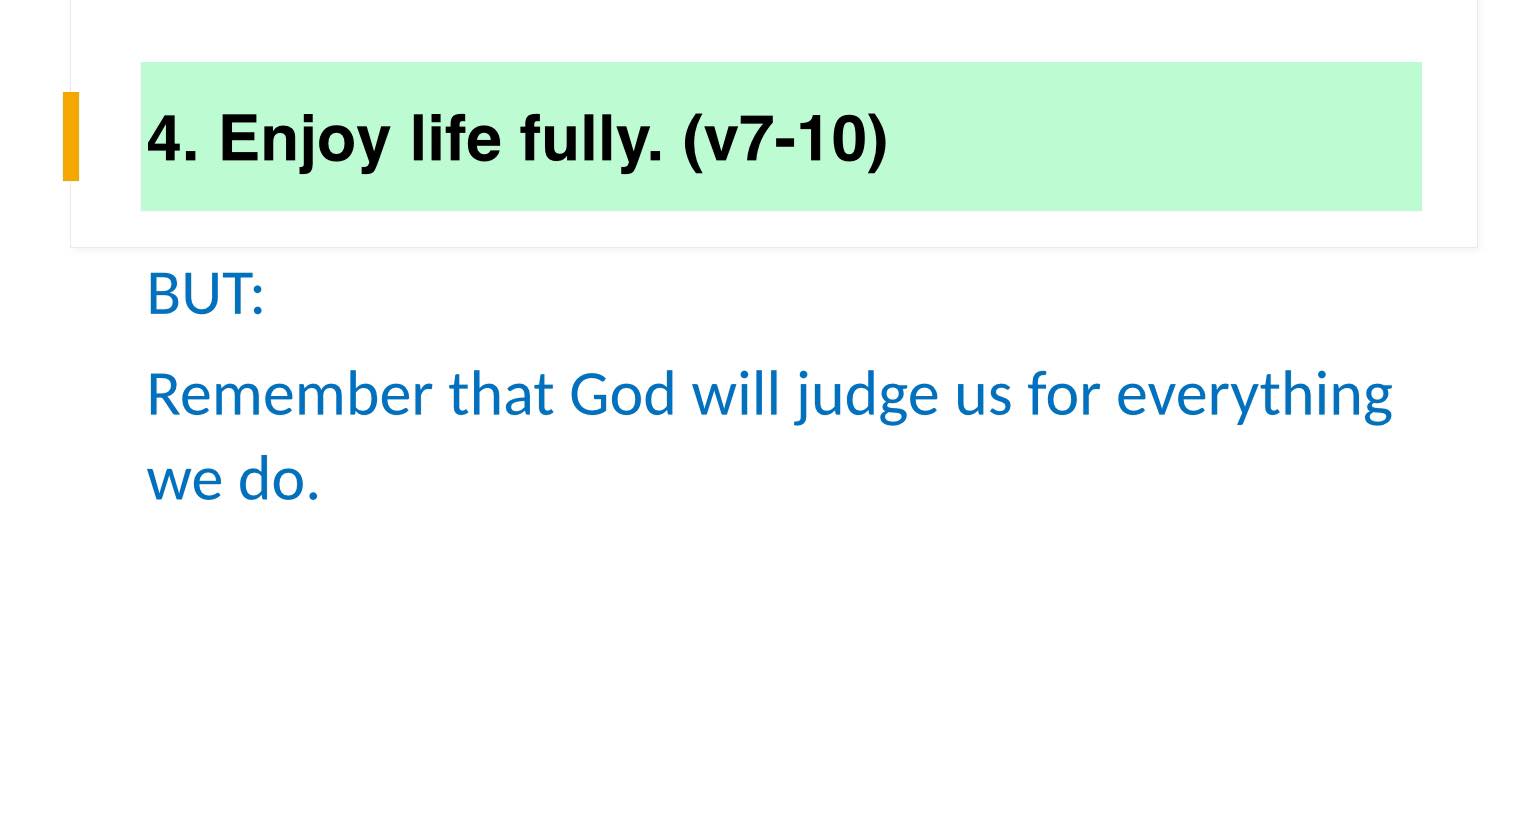 4. Enjoy life fully. (v7-10)
BUT:
Remember that God will judge us for everything
we do.